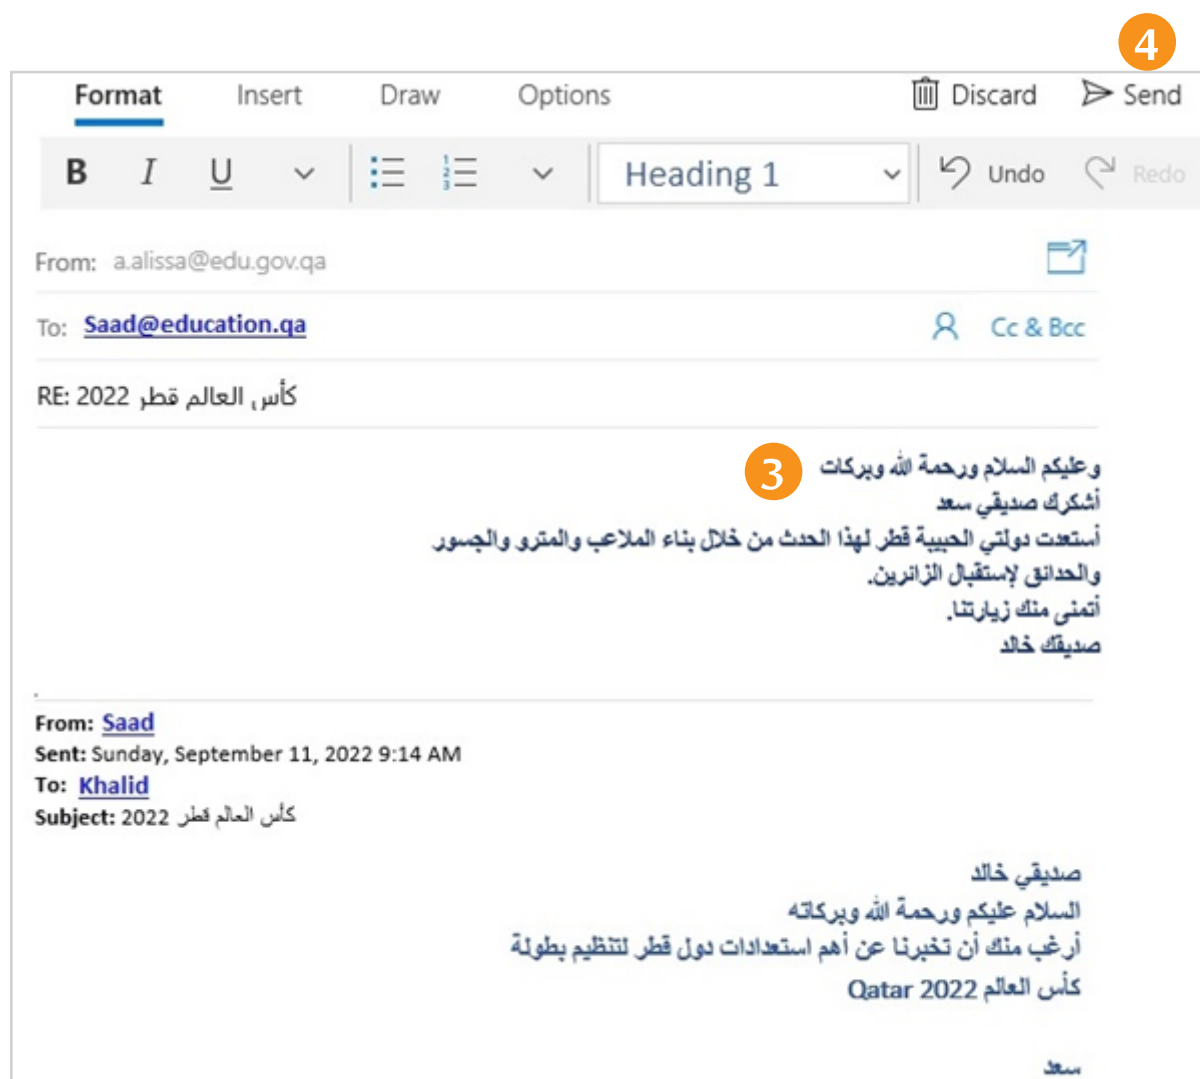 4
Format Insert Draw Options Discard Send
B I U Heading 1 Undo Redo
From: a.alissa@edu.gov.qa
To: Saad@education.qa Cc & Bcc
RE: كأس العالم قطر 2022
3
وعليكم السلام ورحمة الله وبركات
أشكرك صديقي سعد
أستعدت دولتي الحبيبة قطر لهذا الحدث من خلال بناء الملاعب والمترو والجسور
والحدائق لإستقبال الزائرين.
أتمنى منك زيارتنا.
صديقك خالد
From: Saad
Sent: Sunday, September 11, 2022 9:14 AM
To: Khalid
Subject: كأس العالم قطر 2022
صديقي خالد
السلام عليكم ورحمة الله وبركاته
أرغب منك أن تخبرنا عن أهم استعدادات دول قطر لتنظيم بطولة
كأس العالم Qatar 2022
سعد